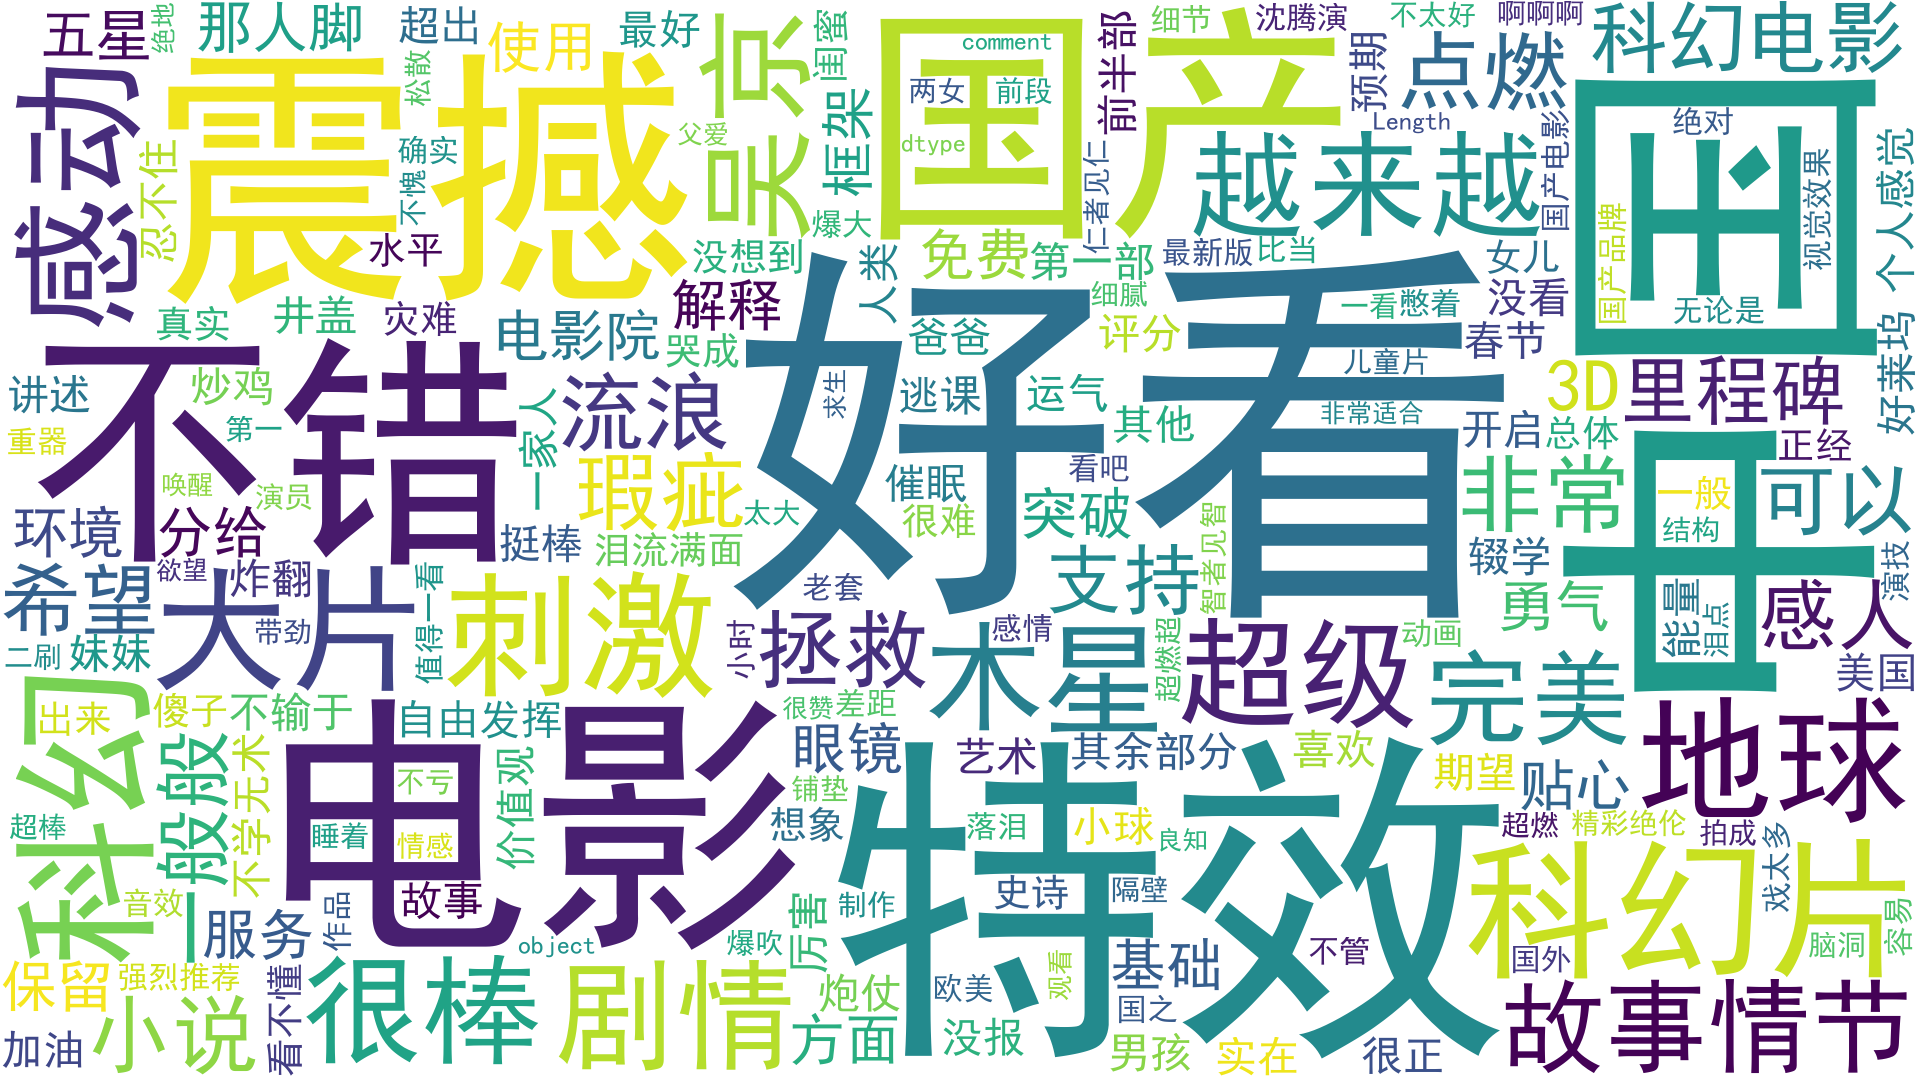 五星
绝地
那人脚
超出
使用
最好
吴京
闺蜜
国产
comment
两女
前段
dtype
前半部
细节
沈腾演
不太好
啊啊啊
预期
点燃
科幻电影
感动
震撼
松散
确实
不愧
父爱
框架
爆大
忍不住
水平
没想到
免费
第一部
仁者见仁
越来越
Length
国产电影
中国
绝对
国产品牌
视觉效果
无论是
个人感觉
最新版
比当
女儿
没看
真实
井盖
灾难
电影院
解释
哭成
人类
爸爸
细腻
评分
一看
憋着
春节
儿童片
好莱坞
讲述
炒鸡
不错
重器
第一
一家人
流浪
好看
求生
逃课
运气
其他
非常适合
开启
3D
总体
里程碑
正经
唤醒
演员
瑕疵
太大
催眠
很难
看吧
突破
非常
一般
结构
可以
环境
分给
挺棒
泪流满面
欲望
炸翻
值得一看
老套
支持
智者见智
辍学
能量
泪点
演技
希望
大片
带劲
刺激
小时
拯救
木星
感情
超燃超
动画
勇气
感人
二刷
妹妹
超级
完美
美国
科幻
出来
傻子
不输于
自由发挥
很赞
差距
地球
一般般
不学无术
电影
不亏
价值观
眼镜
艺术
其余部分
喜欢
期望
贴心
超棒
睡着
情感
铺垫
想象
特效
落泪
小球
良知
超燃
精彩绝伦
拍成
戏太多
音效
服务
作品
故事
object
爆吹
厉害
制作
史诗
隔壁
科幻片
脑洞
容易
保留
强烈推荐
看不懂
很棒
剧情
炮仗
欧美
观看
基础
国之
不管
国外
加油
小说
方面
没报
男孩
实在
很正
故事情节